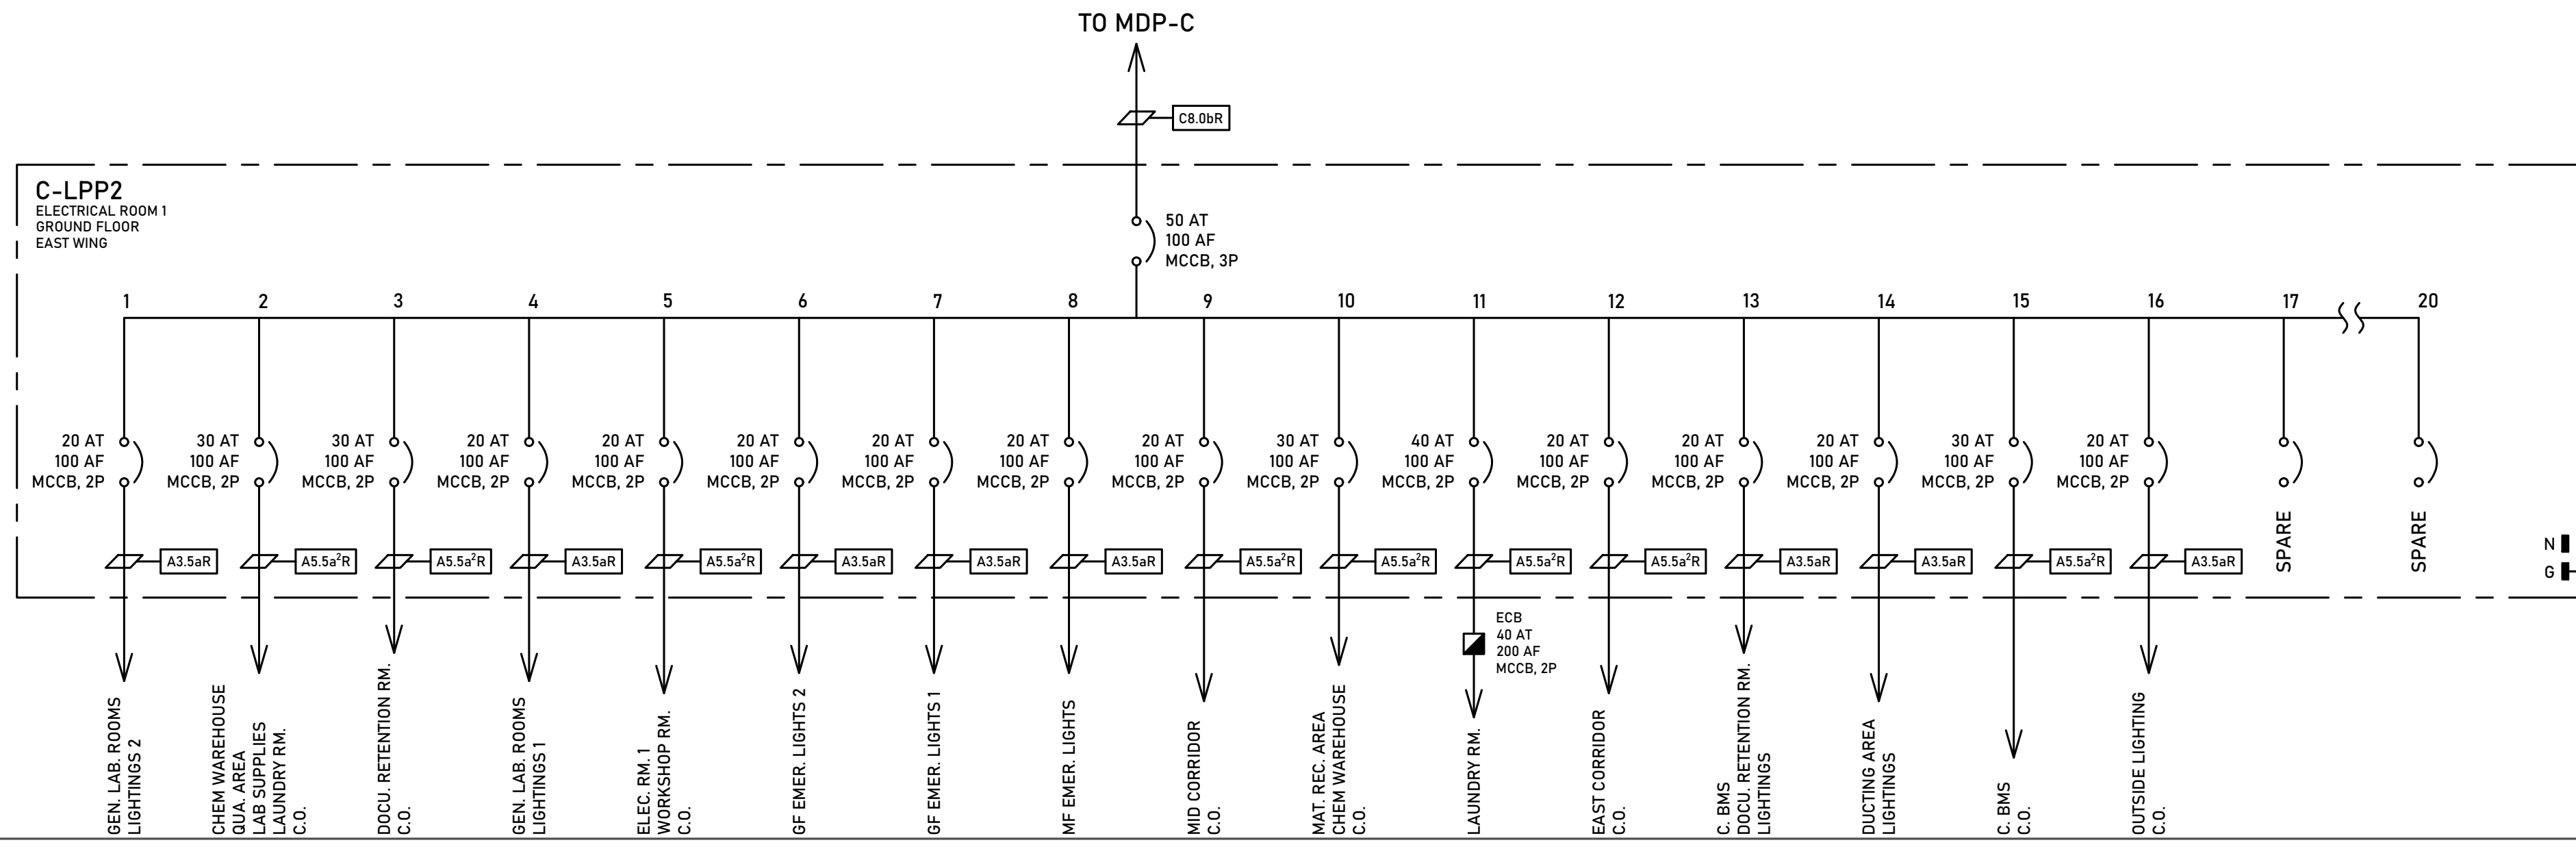 TO MDP-C
C8.0bR
C-LPP2
ELECTRICAL ROOM 1
GROUND FLOOR
EAST WING
50 AT
100 AF
MCCB, 3P
1 2 3 4 5 6 7 8 9 10 11 12 13 14 15 16 17 20
20 AT 30 AT 30 AT 20 AT 20 AT 20 AT 20 AT 20 AT 20 AT 30 AT 40 AT 20 AT 20 AT 20 AT 30 AT 20 AT
100 AF 100 AF 100 AF 100 AF 100 AF 100 AF 100 AF 100 AF 100 AF 100 AF 100 AF 100 AF 100 AF 100 AF 100 AF 100 AF
MCCB, 2P MCCB, 2P MCCB, 2P MCCB, 2P MCCB, 2P MCCB, 2P MCCB, 2P MCCB, 2P MCCB, 2P MCCB, 2P MCCB, 2P MCCB, 2P MCCB, 2P MCCB, 2P MCCB, 2P MCCB, 2P
A3.5aR A5.5a²R A5.5a²R A3.5aR A5.5a²R A3.5aR A3.5aR A3.5aR A5.5a²R A5.5a²R A5.5a²R A5.5a²R A3.5aR A3.5aR A5.5a²R A3.5aR
SPARE
SPARE
N
G
ECB
40 AT
200 AF
MCCB, 2P
GEN. LAB. ROOMS
LIGHTINGS 2
CHEM WAREHOUSE
QUA. AREA
LAB SUPPLIES
LAUNDRY RM.
C.O.
DOCU. RETENTION RM.
C.O.
GEN. LAB. ROOMS
LIGHTINGS 1
ELEC. RM. 1
WORKSHOP RM.
C.O.
GF EMER. LIGHTS 2
GF EMER. LIGHTS 1
MF EMER. LIGHTS
MID CORRIDOR
C.O.
MAT. REC. AREA
CHEM WAREHOUSE
C.O.
LAUNDRY RM.
EAST CORRIDOR
C.O.
C. BMS
DOCU. RETENTION RM.
LIGHTINGS
DUCTING AREA
LIGHTINGS
C. BMS
C.O.
OUTSIDE LIGHTING
C.O.